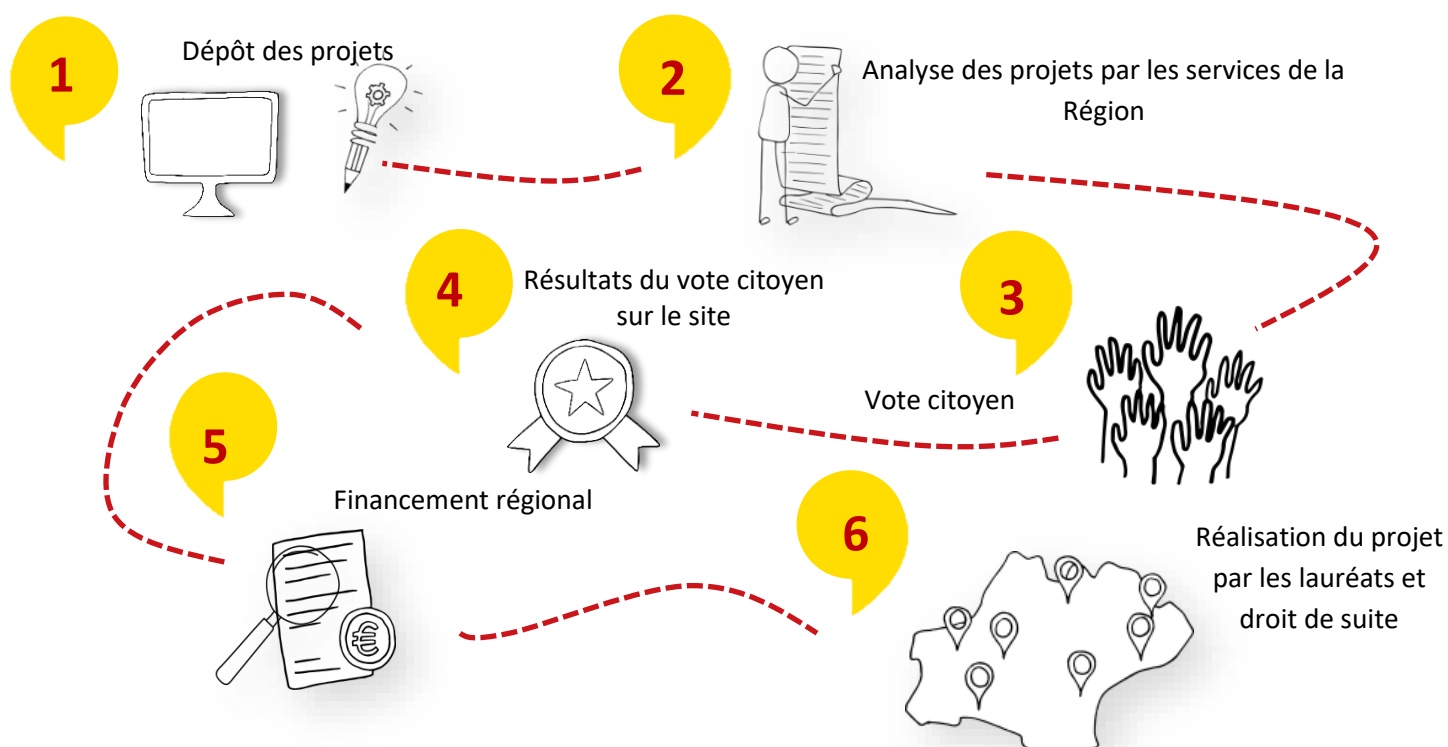 1
Dépôt des projets
2
Analyse des projets par les services de la
Région
3
Vote citoyen
4
Résultats du vote citoyen
sur le site
5
Financement régional
€
6
Réalisation du projet
par les lauréats et
droit de suite